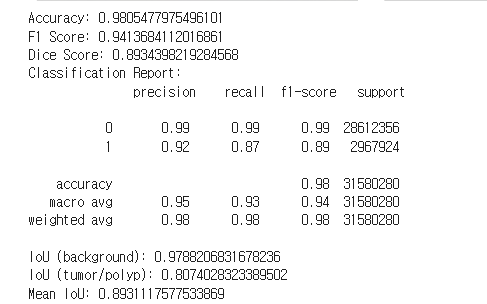 Accuracy: 0.9805477975496101
F1 Score: 0.9413684112016861
Dice Score: 0.8934398219284568
Classification Report:
precision recall f1-score support
0 0.99 0.99 0.99 28612356
1 0.92 0.87 0.89 2967924
accuracy 0.98 31580280
macro avg 0.95 0.93 0.94 31580280
weighted avg 0.98 0.98 0.98 31580280
IoU (background): 0.9788206831678236
IoU (tumor/polyp): 0.8074028323389502
Mean IoU: 0.8931117577533869